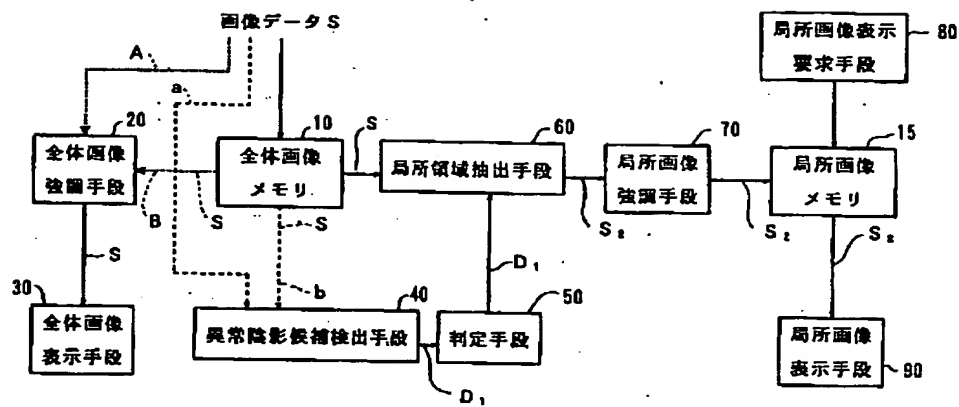 画像データS
A
a
20
全体画像
強調手段
10
全体画像
メモリ
S
B
S
S
b
S
30
全体画像
表示手段
40
異常陰影候補検出手段
D₁
50
判定手段
D₁
60
局所領域抽出手段
S₂
70
局所画像
強調手段
S₂
80
局所画像表示
要求手段
15
局所画像
メモリ
S₂
局所画像
表示手段
90